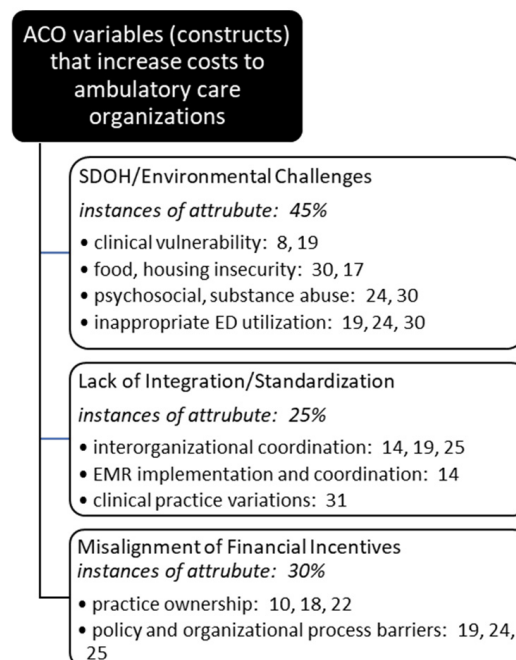 ACO variables (constructs)
that increase costs to
ambulatory care
organizations
SDOH/Environmental Challenges
instances of attrubute: 45%
• clinical vulnerability: 8, 19
• food, housing insecurity: 30, 17
• psychosocial, substance abuse: 24, 30
• inappropriate ED utilization: 19, 24, 30
Lack of Integration/Standardization
instances of attrubute: 25%
• interorganizational coordination: 14, 19, 25
• EMR implementation and coordination: 14
• clinical practice variations: 31
Misalignment of Financial Incentives
instances of attrubute: 30%
• practice ownership: 10, 18, 22
• policy and organizational process barriers: 19, 24,
25